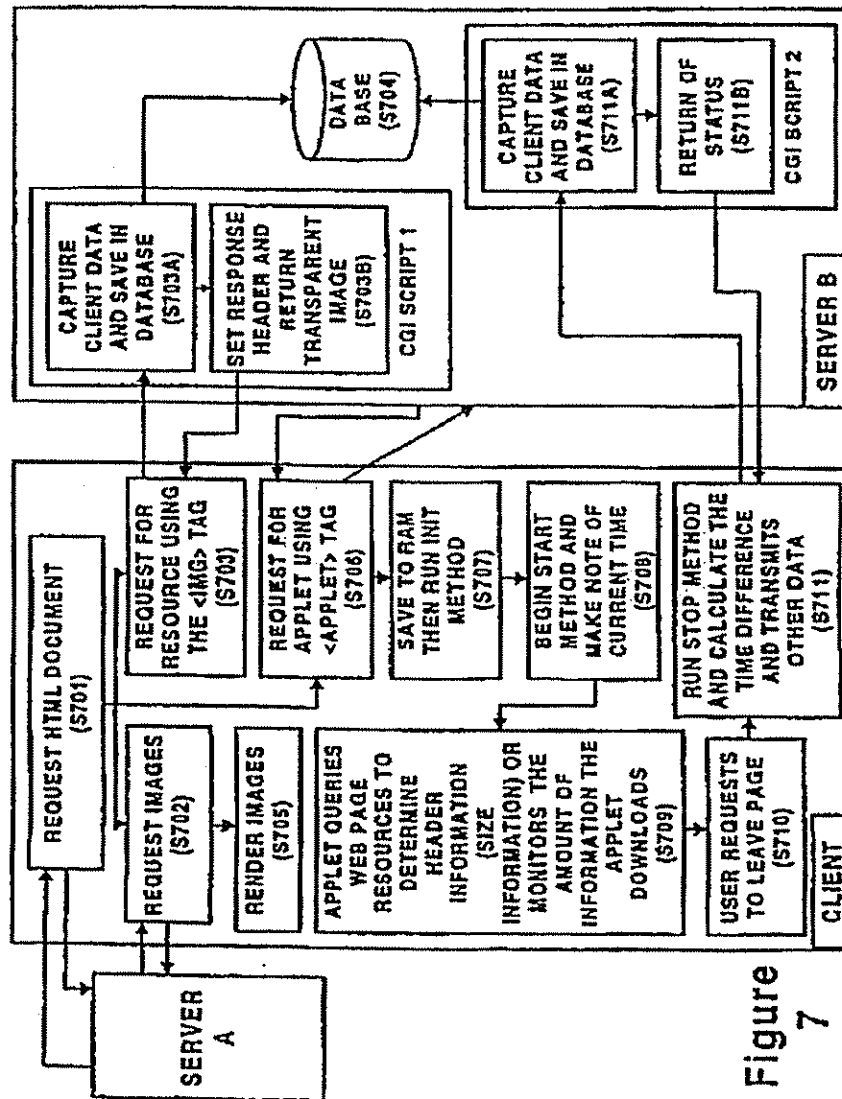 REQUEST HTML DOCUMENT
(S701)
SERVER
A
REQUEST IMAGES
(S702)
RENDER IMAGES
(S705)
REQUEST FOR
RESOURCE USING
THE <IMG> TAG
(S703)
REQUEST FOR
APPLET USING
<APPLET> TAG
(S706)
SAVE TO RAM
THEN RUN INIT
METHOD
(S707)
BEGIN START
METHOD AND
MAKE NOTE OF
CURRENT TIME
(S708)
APPLET QUERIES
WEB PAGE
RESOURCES TO
DETERMINE
HEADER
INFORMATION
(SIZE
INFORMATION) OR
MONITORS THE
AMOUNT OF
INFORMATION THE
APPLET
DOWNLOADS
(S709)
USER REQUESTS
TO LEAVE PAGE
(S710)
RUN STOP METHOD
AND CALCULATE THE
TIME DIFFERENCE
AND TRANSMITS
OTHER DATA
(S711)
CLIENT
CAPTURE
CLIENT DATA
AND SAVE IN
DATABASE
(S703A)
SET RESPONSE
HEADER AND
RETURN
TRANSPARENT
IMAGE
(S703B)
CGI SCRIPT 1
DATA
BASE
(S704)
CAPTURE
CLIENT DATA
AND SAVE IN
DATABASE
(S711A)
RETURN OF
STATUS
(S711B)
CGI SCRIPT 2
SERVER B
Figure
7